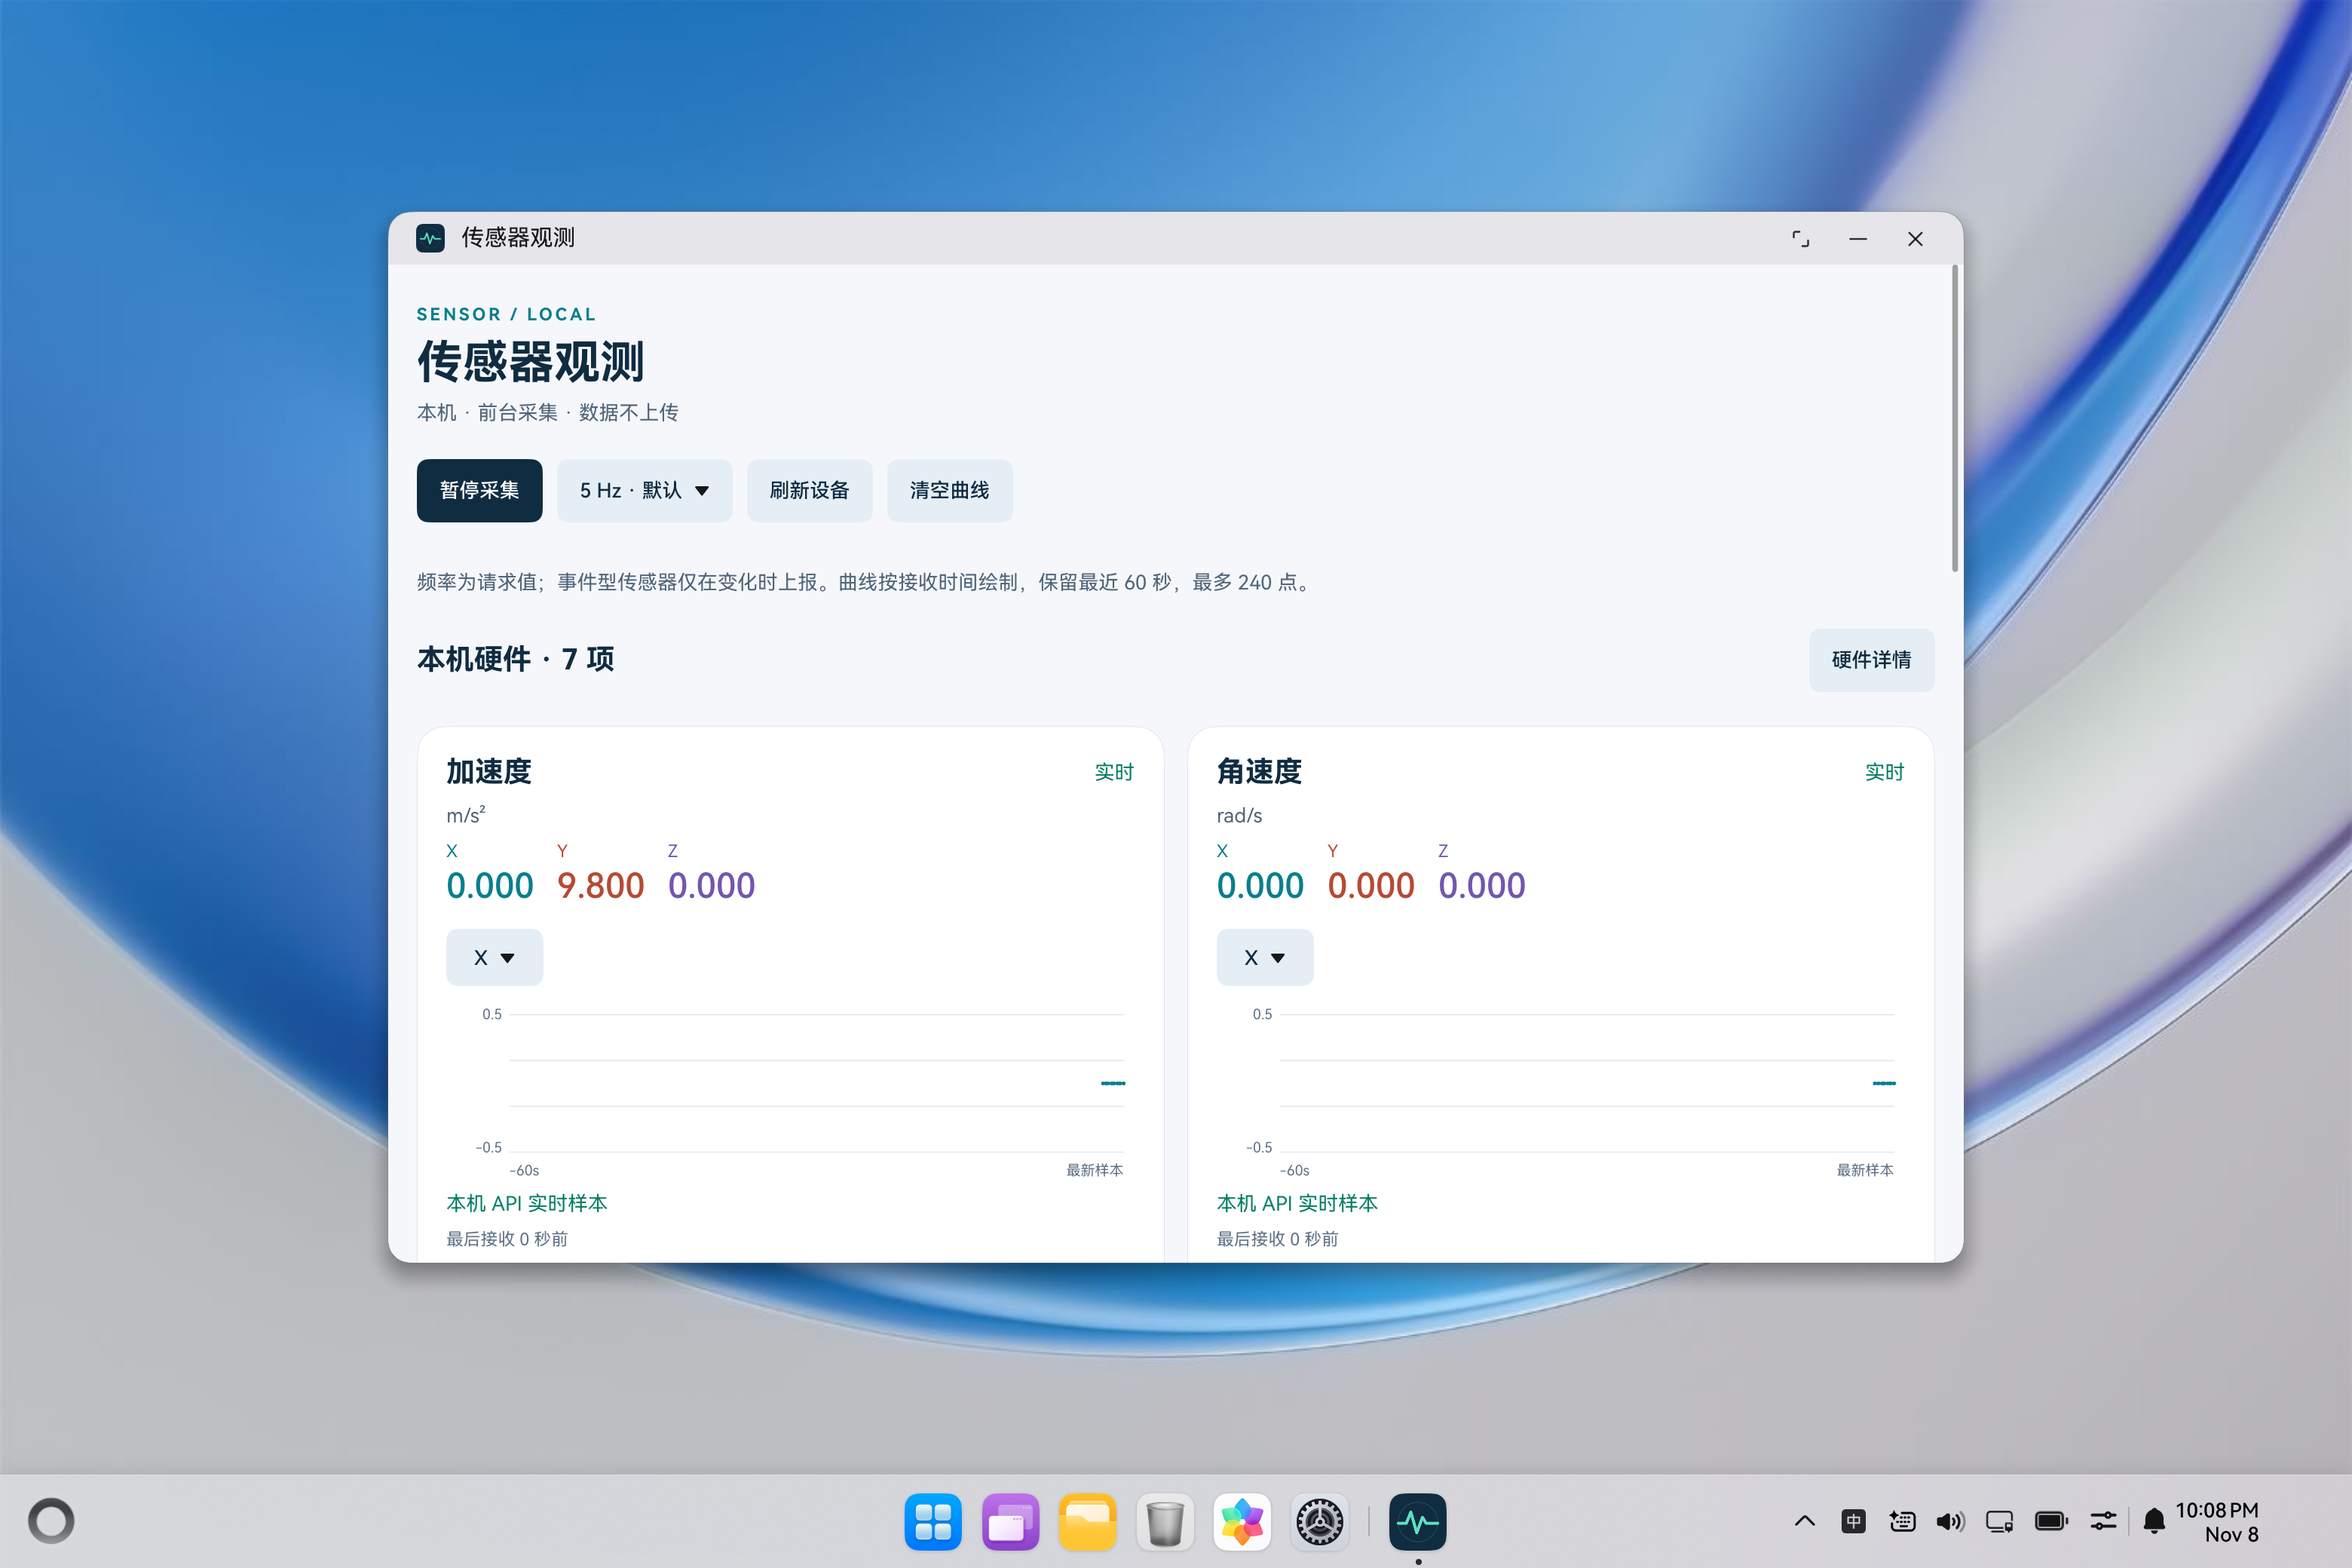 传感器观测
SENSOR / LOCAL
传感器观测
本机 · 前台采集 · 数据不上传
暂停采集
5 Hz · 默认
刷新设备
清空曲线
频率为请求值；事件型传感器仅在变化时上报。曲线按接收时间绘制，保留最近 60 秒，最多 240 点。
本机硬件 · 7 项
硬件详情
加速度
实时
m/s²
X Y Z
0.000 9.800 0.000
X
0.5
-0.5
-60s
最新样本
本机 API 实时样本
最后接收 0 秒前
角速度
实时
rad/s
X Y Z
0.000 0.000 0.000
X
0.5
-0.5
-60s
最新样本
本机 API 实时样本
最后接收 0 秒前
中
10:08 PM
Nov 8